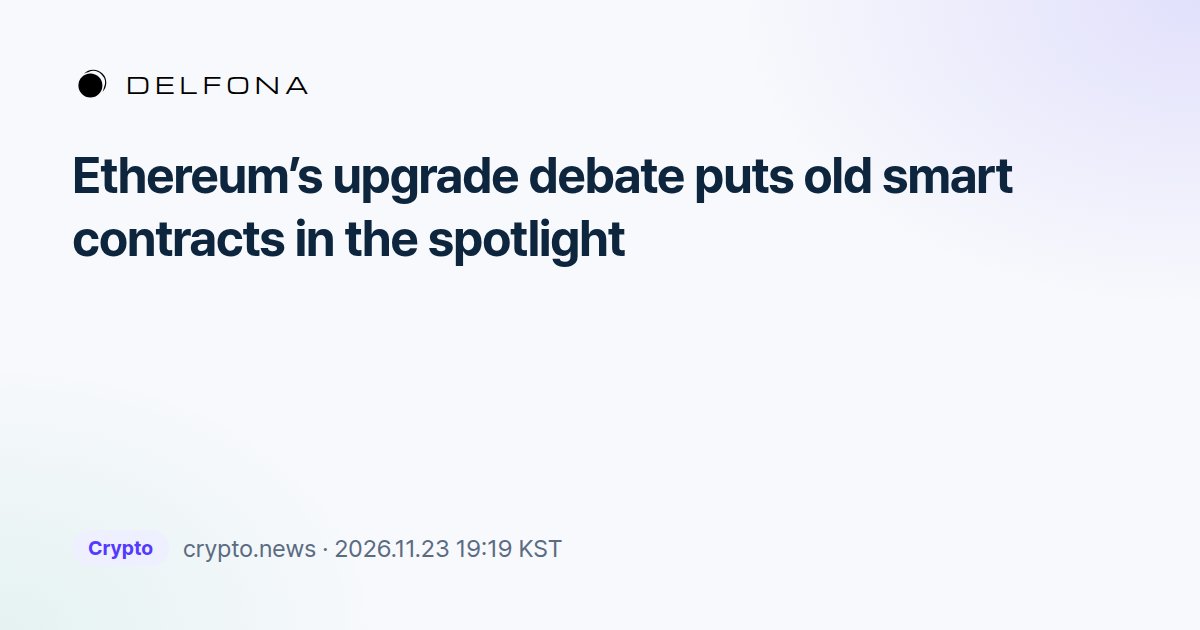 DELFONA
Ethereum’s upgrade debate puts old smart
contracts in the spotlight
Crypto crypto.news · 2026.11.23 19:19 KST